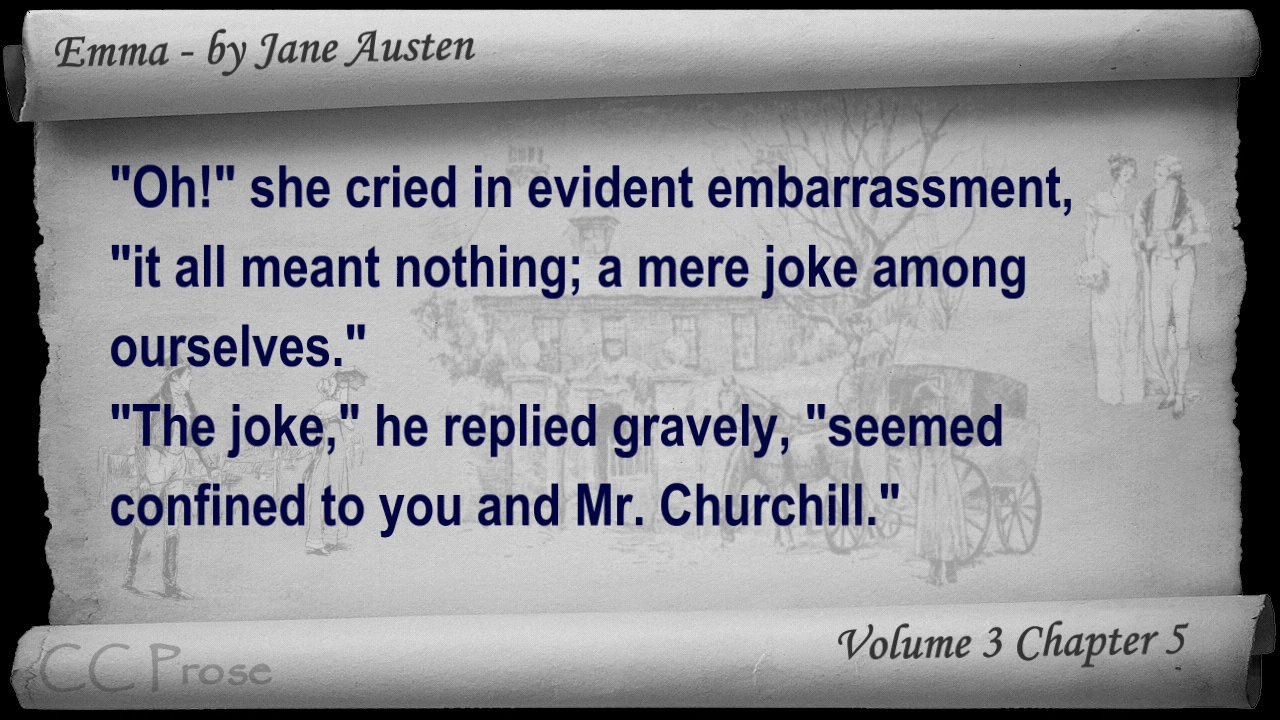 Emma - by Jane Austen
"Oh!" she cried in evident embarrassment,
"it all meant nothing; a mere joke among
ourselves."
"The joke," he replied gravely, "seemed
confined to you and Mr. Churchill."
Volume 3 Chapter 5
CC Prose